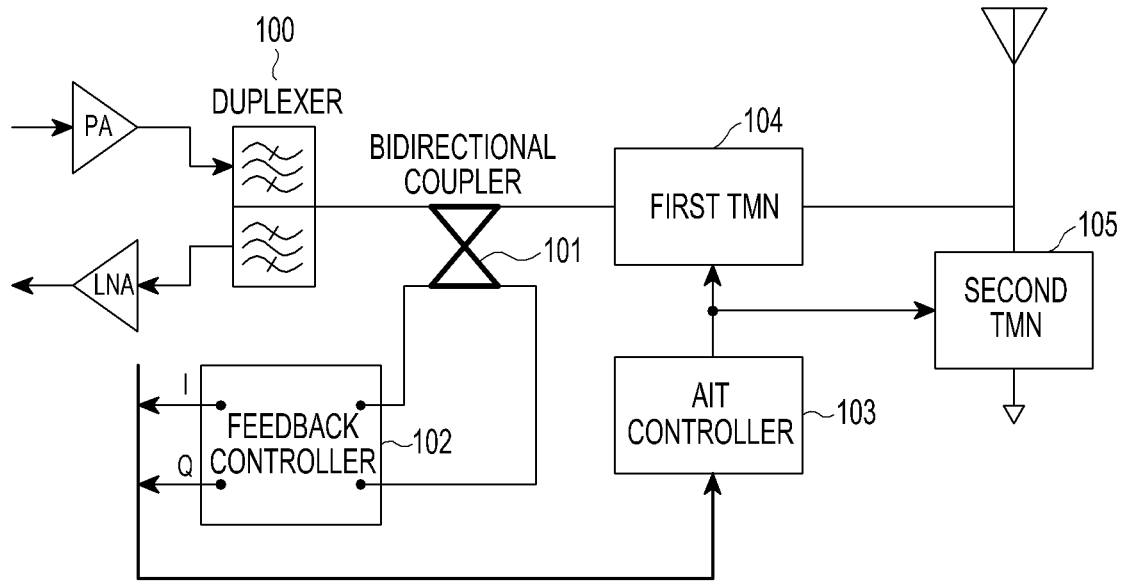 100
DUPLEXER
PA
BIDIRECTIONAL
COUPLER
104
FIRST TMN
101
LNA
105
SECOND
TMN
I
Q
FEEDBACK
CONTROLLER
102
AIT
CONTROLLER
103